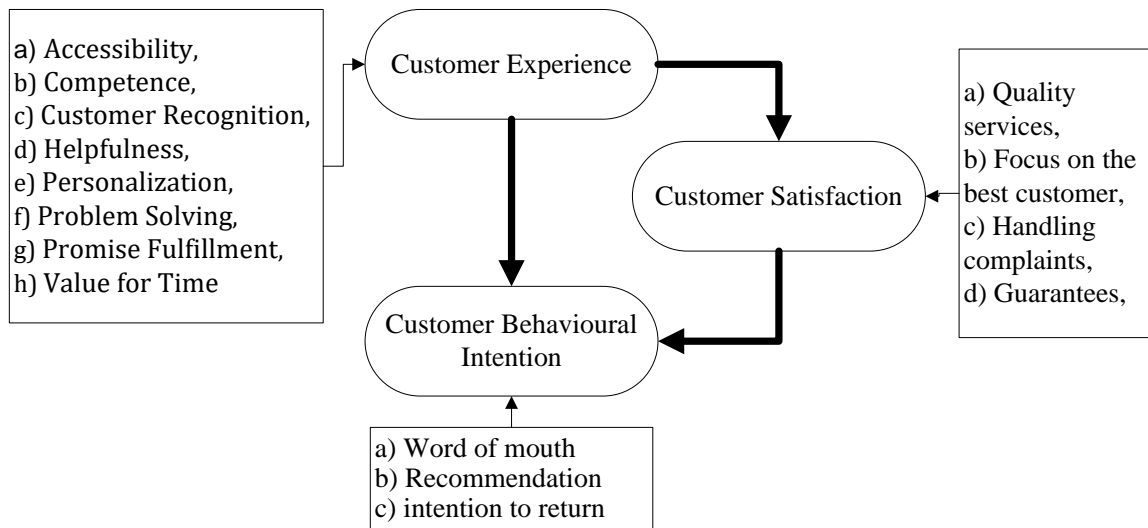 a) Accessibility,
b) Competence,
c) Customer Recognition,
d) Helpfulness,
e) Personalization,
f) Problem Solving,
g) Promise Fulfillment,
h) Value for Time
Customer Experience
Customer Satisfaction
a) Quality
services,
b) Focus on the
best customer,
c) Handling
complaints,
d) Guarantees,
Customer Behavioural
Intention
a) Word of mouth
b) Recommendation
c) intention to return